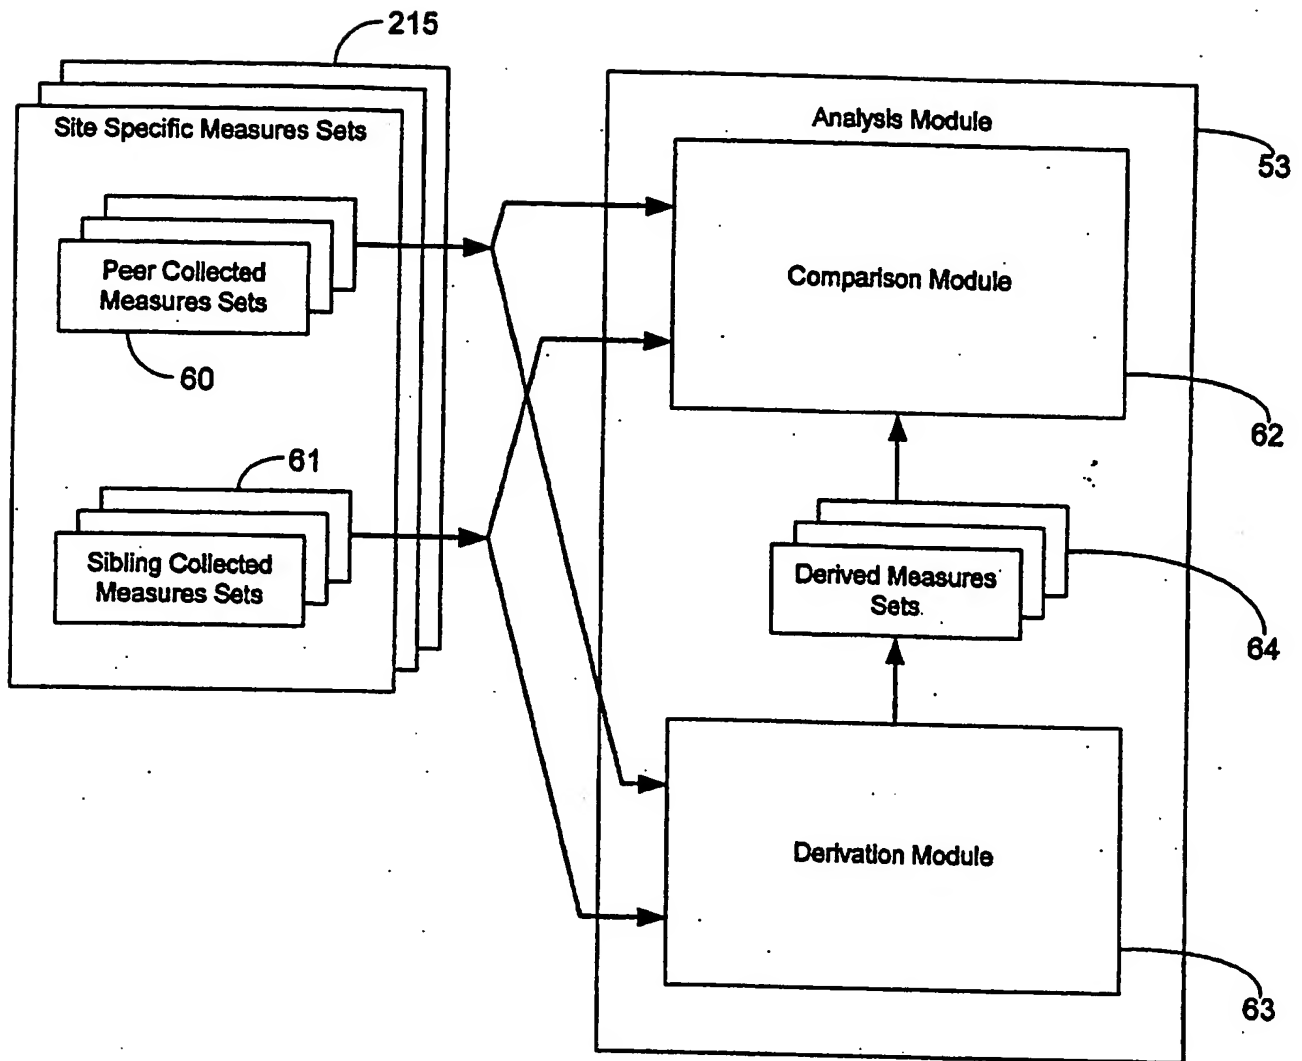 215
Site Specific Measures Sets
Analysis Module
53
Peer Collected
Measures Sets
Comparison Module
60
62
61
Sibling Collected
Measures Sets
Derived Measures
Sets.
64
Derivation Module
63